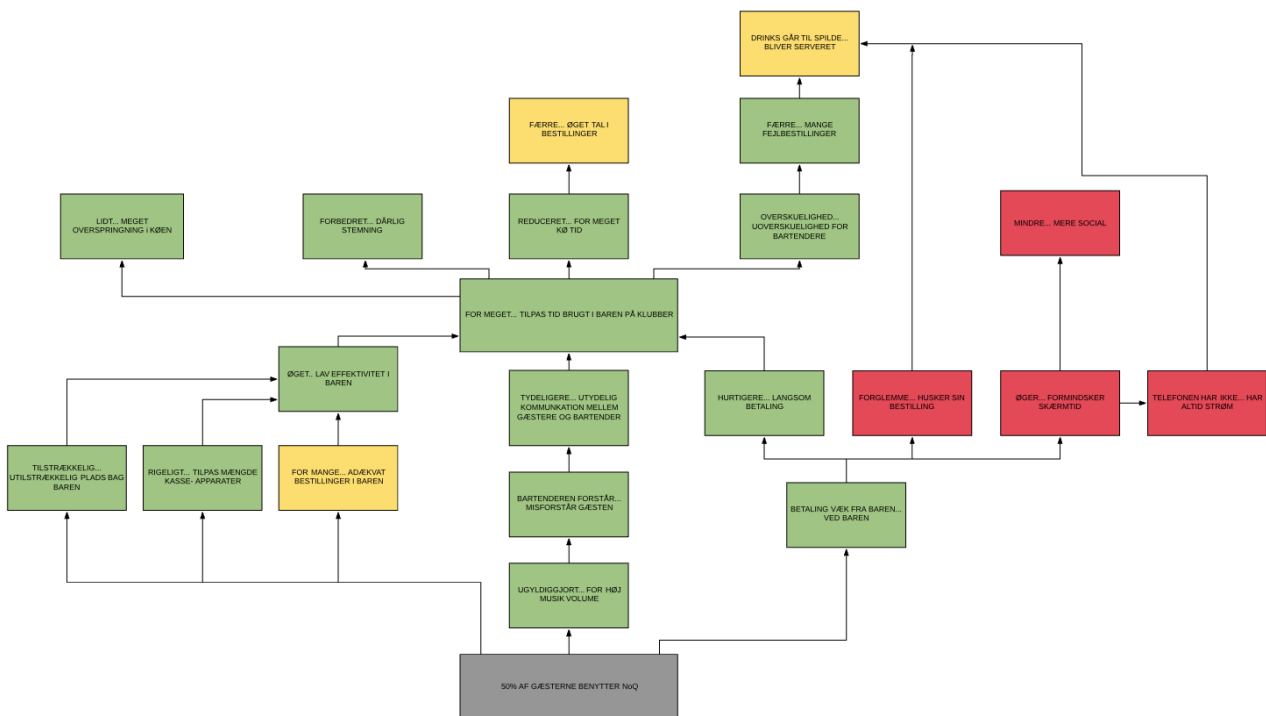 DRINKS GÅR TIL SPILDE...
BLIVER SERVERET
FÆRRE... ØGET TAL I
BESTILLINGER
FÆRRE... MANGE
FEJLBESTILLINGER
LIDT... MEGET
OVERSPRINGNING i KØEN
FORBEDRET... DÅRLIG
STEMNING
REDUCERET... FOR MEGET
KØ TID
OVERSKUELIGHED...
UOVERSKUELIGHED FOR
BARTENDERE
MINDRE... MERE SOCIAL
FOR MEGET... TILPAS TID BRUGT I BAREN PÅ KLUBBER
ØGET.. LAV EFFEKTIVITET I
BAREN
TYDELIGERE... UTYDELIG
KOMMUNKATION MELLEM
GÆSTERE OG BARTENDER
HURTIGERE... LANGSOM
BETALING
FORGLEMME... HUSKER SIN
BESTILLING
ØGER... FORMINDSKER
SKÆRMTID
TELEFONEN HAR IKKE... HAR
ALTID STRØM
TILSTRÆKKELIG...
UTILSTRÆKKELIG PLADS BAG
BAREN
RIGELIGT... TILPAS MÆNGDE
KASSE- APPARATER
FOR MANGE... ADÆKVAT
BESTILLINGER I BAREN
BARTENDEREN FORSTÅR...
MISFORSTÅR GÆSTEN
BETALING VÆK FRA BAREN...
VED BAREN
UGYLDIGGJORT... FOR HØJ
MUSIK VOLUME
50% AF GÆSTERNE BENYTTER NoQ